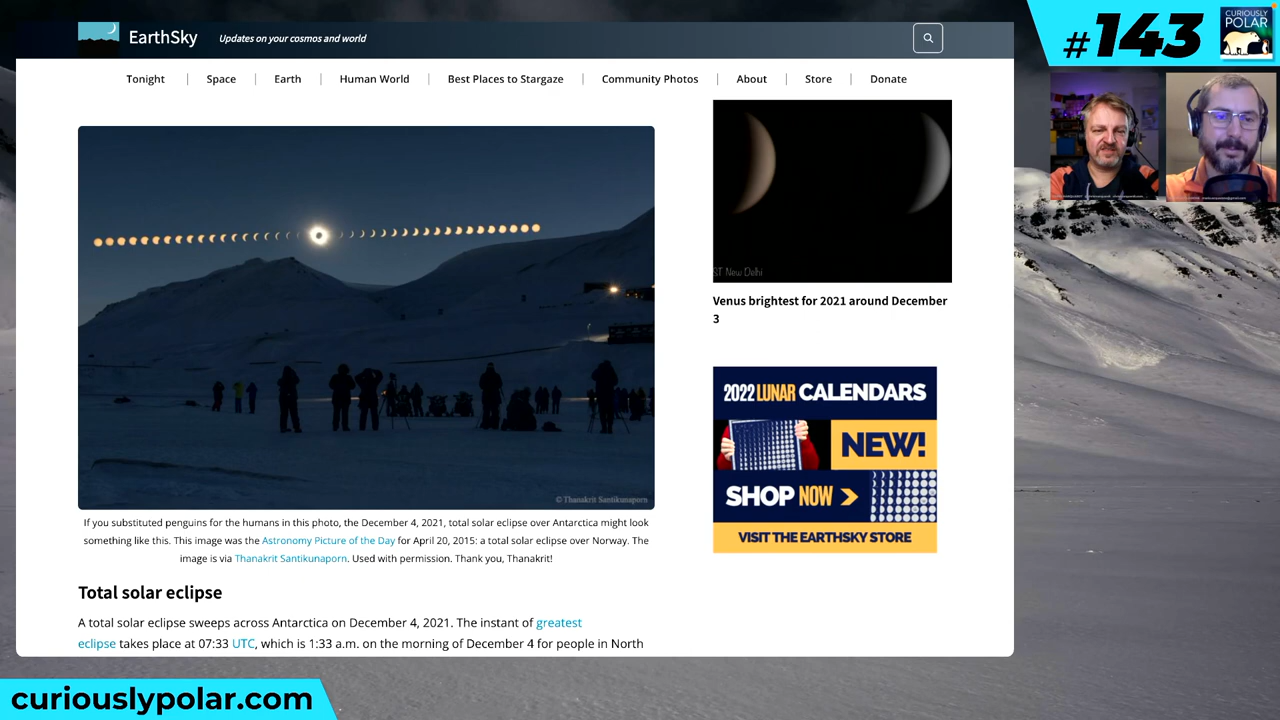 EarthSky
Updates on your cosmos and world
#143
CURIOUSLY
POLAR
Tonight | Space | Earth | Human World | Best Places to Stargaze | Community Photos | About | Store | Donate
ST New Delhi
Venus brightest for 2021 around December
3
2022 LUNAR CALENDARS
NEW!
SHOP NOW
VISIT THE EARTHSKY STORE
© Thanakrit Santikunaporn
If you substituted penguins for the humans in this photo, the December 4, 2021, total solar eclipse over Antarctica might look
something like this. This image was the Astronomy Picture of the Day for April 20, 2015: a total solar eclipse over Norway. The
image is via Thanakrit Santikunaporn. Used with permission. Thank you, Thanakrit!
Total solar eclipse
A total solar eclipse sweeps across Antarctica on December 4, 2021. The instant of greatest
eclipse takes place at 07:33 UTC, which is 1:33 a.m. on the morning of December 4 for people in North
curiouslypolar.com